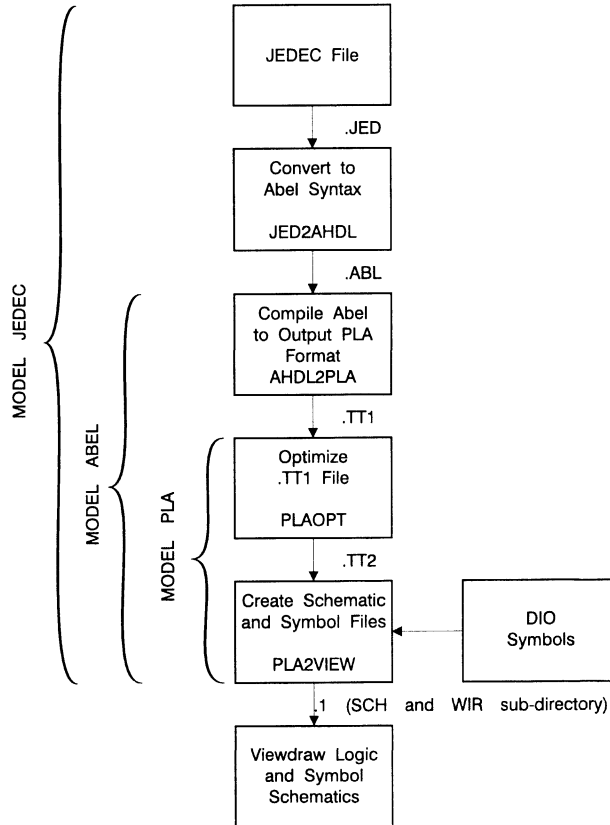 JEDEC File
.JED
Convert to
Abel Syntax
JED2AHDL
.ABL
Compile Abel
to Output PLA
Format
AHDL2PLA
.TT1
Optimize
.TT1 File
PLAOPT
.TT2
Create Schematic
and Symbol Files
PLA2VIEW
DIO
Symbols
.1 (SCH and WIR sub-directory)
Viewdraw Logic
and Symbol
Schematics
MODEL JEDEC
MODEL ABEL
MODEL PLA